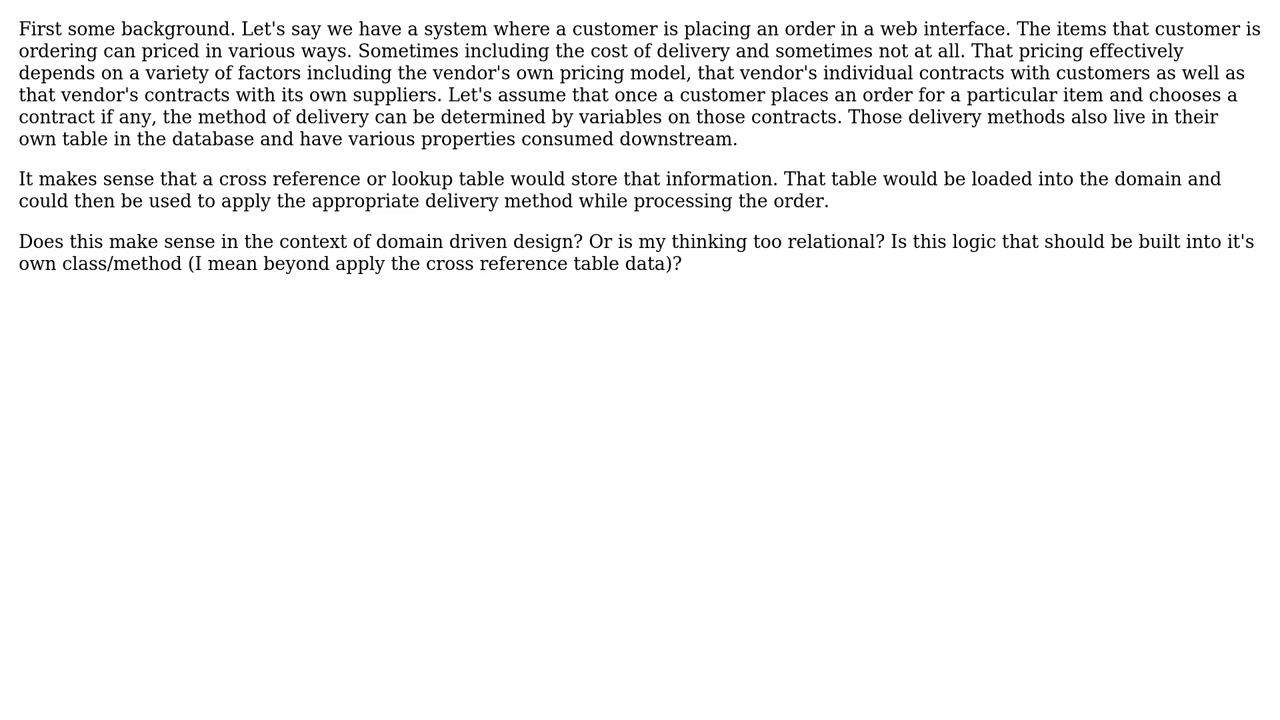 First some background. Let's say we have a system where a customer is placing an order in a web interface. The items that customer is
ordering can priced in various ways. Sometimes including the cost of delivery and sometimes not at all. That pricing effectively
depends on a variety of factors including the vendor's own pricing model, that vendor's individual contracts with customers as well as
that vendor's contracts with its own suppliers. Let's assume that once a customer places an order for a particular item and chooses a
contract if any, the method of delivery can be determined by variables on those contracts. Those delivery methods also live in their
own table in the database and have various properties consumed downstream.
It makes sense that a cross reference or lookup table would store that information. That table would be loaded into the domain and
could then be used to apply the appropriate delivery method while processing the order.
Does this make sense in the context of domain driven design? Or is my thinking too relational? Is this logic that should be built into it's
own class/method (I mean beyond apply the cross reference table data)?